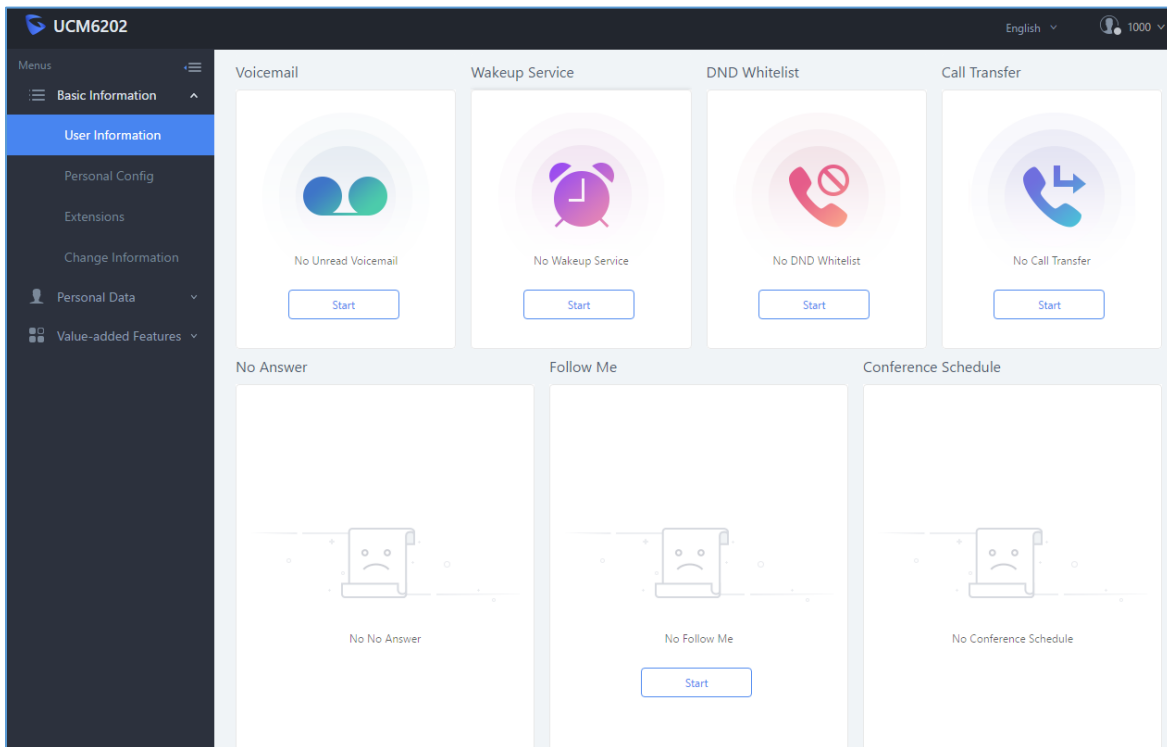 UCM6202
English
1000
Menus
Basic Information
User Information
Personal Config
Extensions
Change Information
Personal Data
Value-added Features
Voicemail
No Unread Voicemail
Start
Wakeup Service
No Wakeup Service
Start
DND Whitelist
No DND Whitelist
Start
Call Transfer
No Call Transfer
Start
No Answer
No No Answer
Follow Me
No Follow Me
Start
Conference Schedule
No Conference Schedule